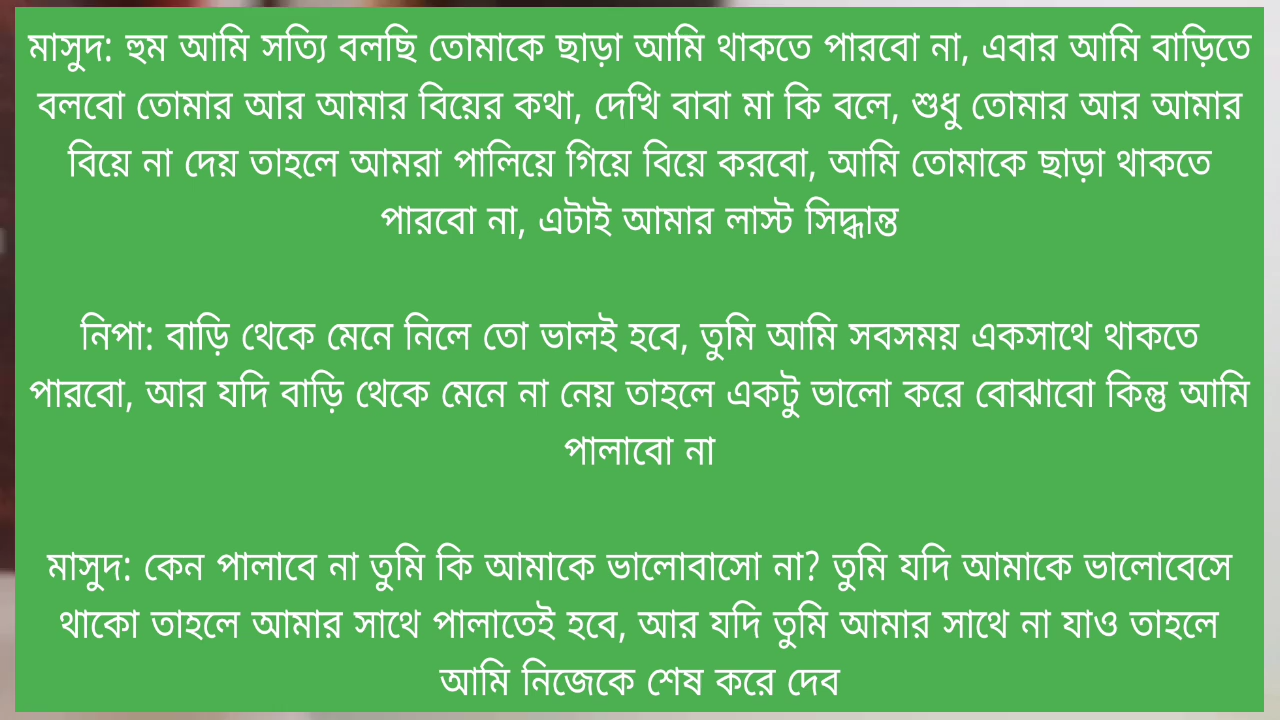 মাসুদ: হুম আমি সত্যি বলছি তোমাকে ছাড়া আমি থাকতে পারবো না, এবার আমি বাড়িতে
বলবো তোমার আর আমার বিয়ের কথা, দেখি বাবা মা কি বলে, শুধু তোমার আর আমার
বিয়ে না দেয় তাহলে আমরা পালিয়ে গিয়ে বিয়ে করবো, আমি তোমাকে ছাড়া থাকতে
পারবো না, এটাই আমার লাস্ট সিদ্ধান্ত
নিপা: বাড়ি থেকে মেনে নিলে তো ভালই হবে, তুমি আমি সবসময় একসাথে থাকতে
পারবো, আর যদি বাড়ি থেকে মেনে না নেয় তাহলে একটু ভালো করে বোঝাবো কিন্তু আমি
পালাবো না
মাসুদ: কেন পালাবে না তুমি কি আমাকে ভালোবাসো না? তুমি যদি আমাকে ভালোবেসে
থাকো তাহলে আমার সাথে পালাতেই হবে, আর যদি তুমি আমার সাথে না যাও তাহলে
আমি নিজেকে শেষ করে দেব